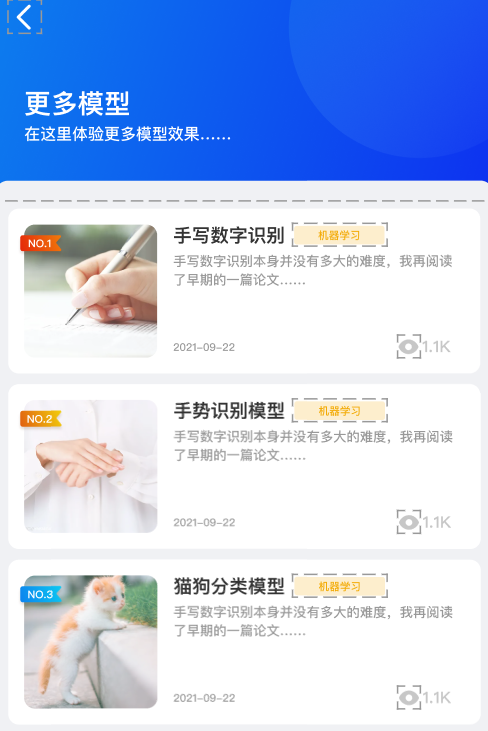 更多模型
在这里体验更多模型效果......
NO.1
手写数字识别
机器学习
手写数字识别本身并没有多大的难度，我再阅读
了早期的一篇论文......
2021-09-22
1.1K
NO.2
手势识别模型
机器学习
手写数字识别本身并没有多大的难度，我再阅读
了早期的一篇论文......
2021-09-22
1.1K
NO.3
猫狗分类模型
机器学习
手写数字识别本身并没有多大的难度，我再阅读
了早期的一篇论文......
2021-09-22
1.1K